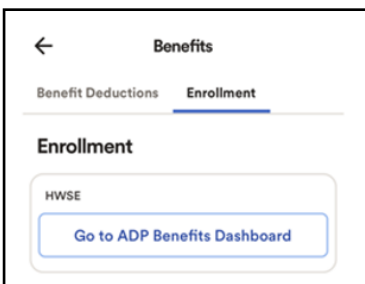 Benefits
Benefit Deductions Enrollment
Enrollment
HWSE
Go to ADP Benefits Dashboard